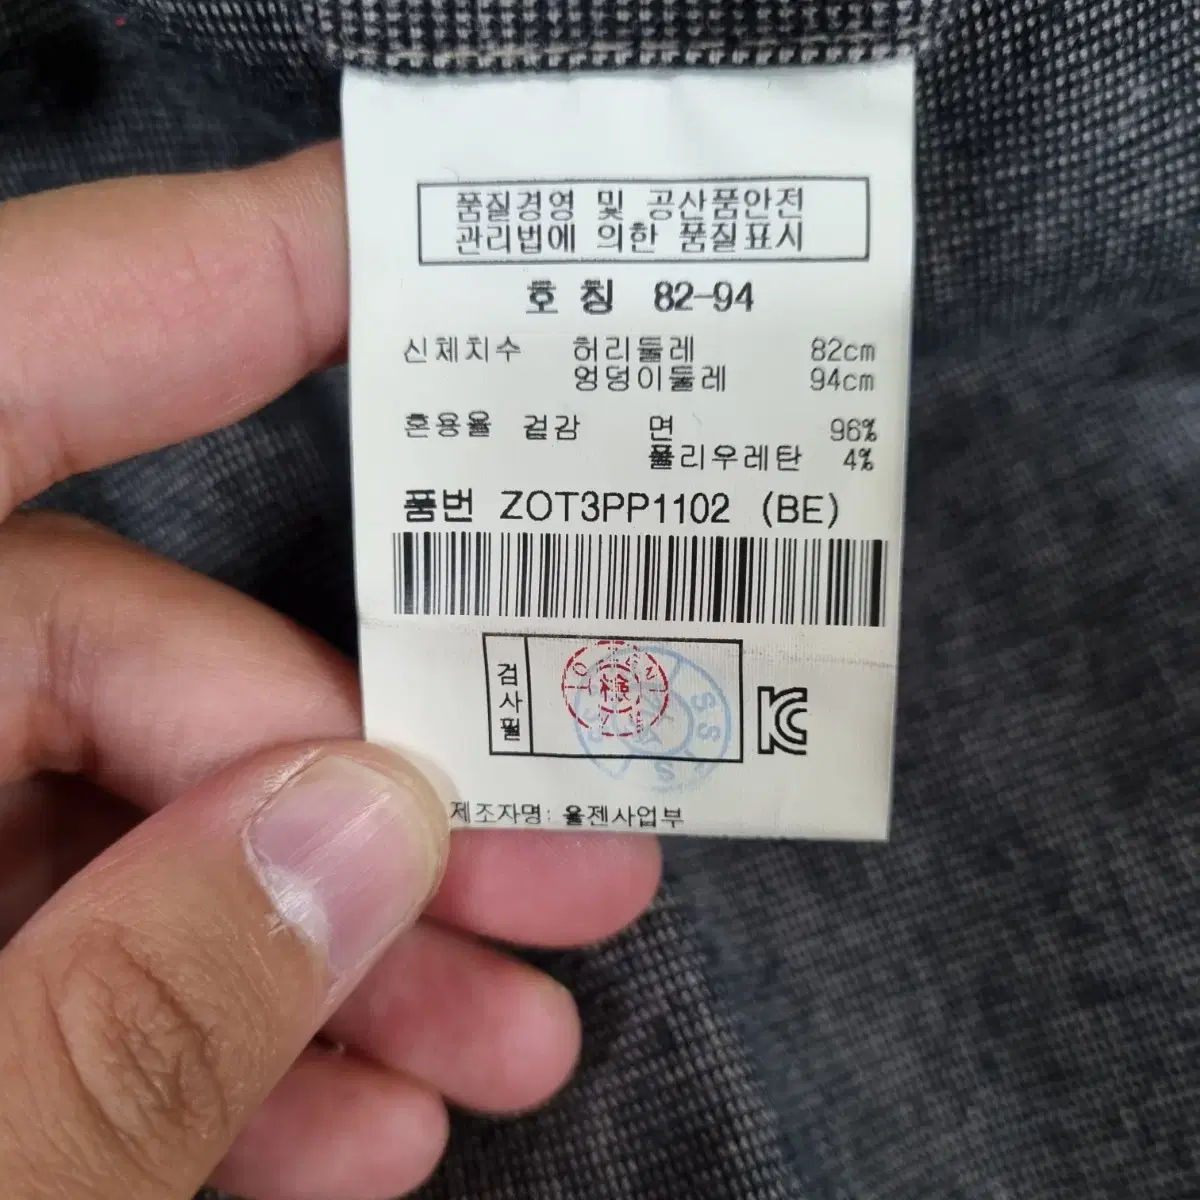 품질경영 및 공산품안전
관리법에 의한 품질표시
호 칭 82-94
신체치수 허리둘레 82cm
엉덩이둘레 94cm
혼용율 겉감 면 96%
폴리우레탄 4%
품번 ZOT3PP1102 (BE)
검사필
檢
제조자명: 율젠사업부